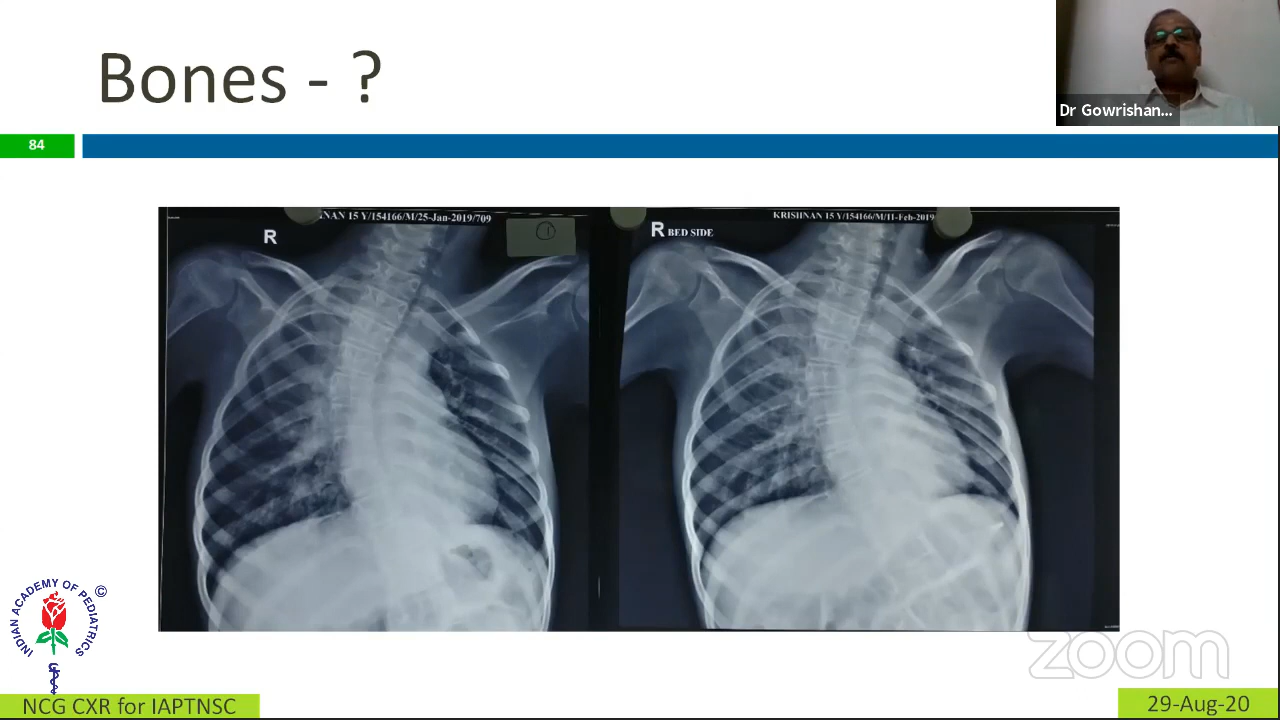 Bones - ?
Dr Gowrishan...
84
NAN 15 Y/154166/M/25-Jan-2019/709
R
1
KRISHNAN 15 Y/154166/M/11-Feb-2019
R BED SIDE
INDIAN ACADEMY OF PEDIATRICS
©
zoom
NCG CXR for IAPTNSC
29-Aug-20